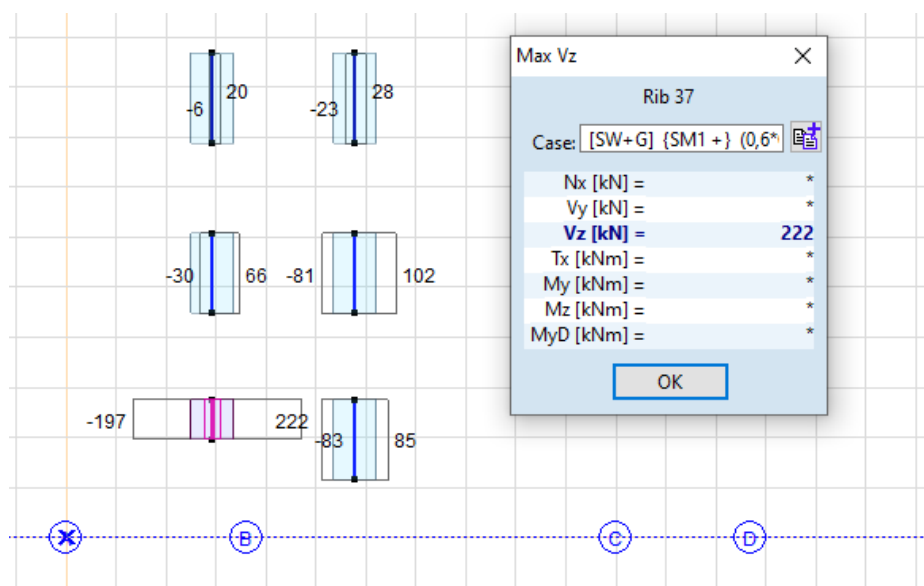 Max Vz
Rib 37
Case: [SW+G] {SM1 +} (0,6*
Nx [kN] = *
Vy [kN] = *
Vz [kN] = 222
Tx [kNm] = *
My [kNm] = *
Mz [kNm] = *
MyD [kNm] = *
OK
-6 20 -23 28
-30 66 -81 102
-197 222 -83 85
X B C D